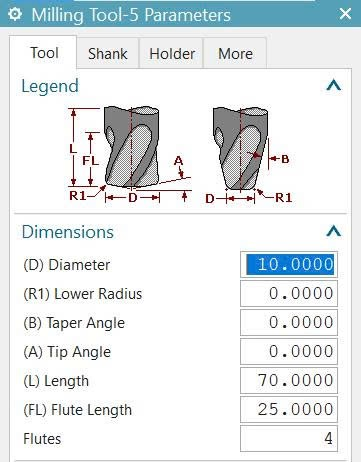 Milling Tool-5 Parameters
Tool Shank Holder More
Legend
L
FL
A
B
R1 D D R1
Dimensions
(D) Diameter 10.0000
(R1) Lower Radius 0.0000
(B) Taper Angle 0.0000
(A) Tip Angle 0.0000
(L) Length 70.0000
(FL) Flute Length 25.0000
Flutes 4